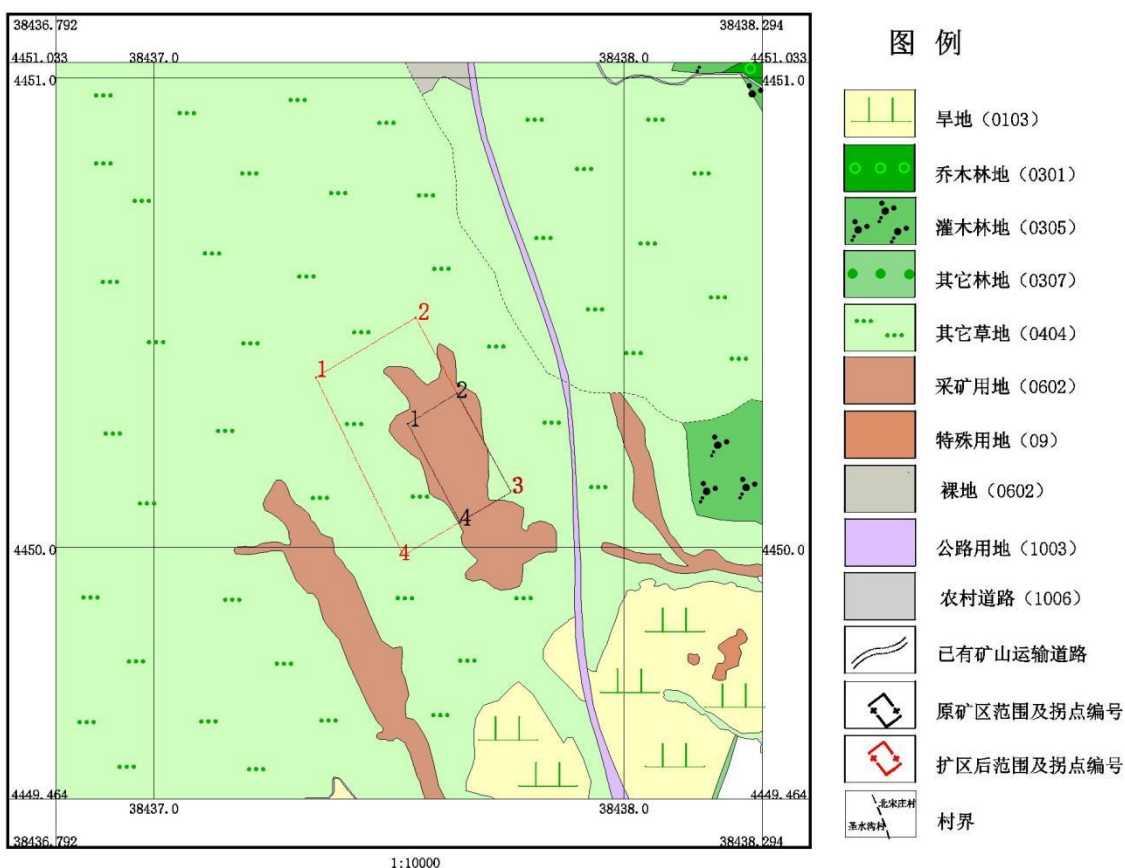 38436.792
38438.294
4451.033
38437.0
38438.0
4451.033
4451.0
4451.0
2
1
2
1
3
4
4
4450.0
4450.0
4449.464
38437.0
38438.0
4449.464
38436.792
38438.294
1:10000
图 例
旱地（0103）
乔木林地（0301）
灌木林地（0305）
其它林地（0307）
其它草地（0404）
采矿用地（0602）
特殊用地（09）
裸地（0602）
公路用地（1003）
农村道路（1006）
已有矿山运输道路
原矿区范围及拐点编号
扩区后范围及拐点编号
北宋庄村
圣水沟村
村界